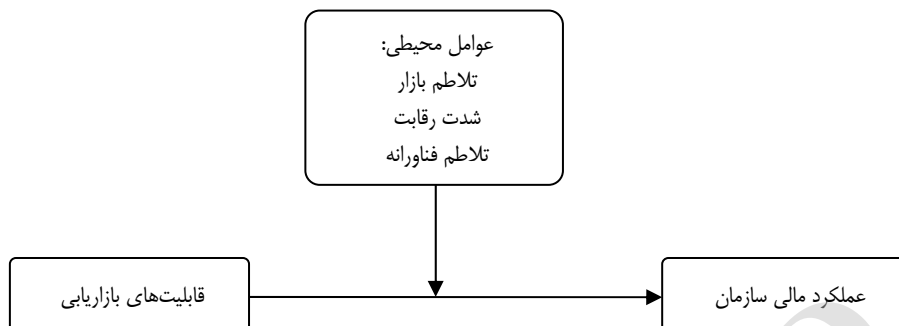 عوامل محیطی:
تلاطم بازار
شدت رقابت
تلاطم فناورانه
قابلیت‌های بازاریابی
عملکرد مالی سازمان